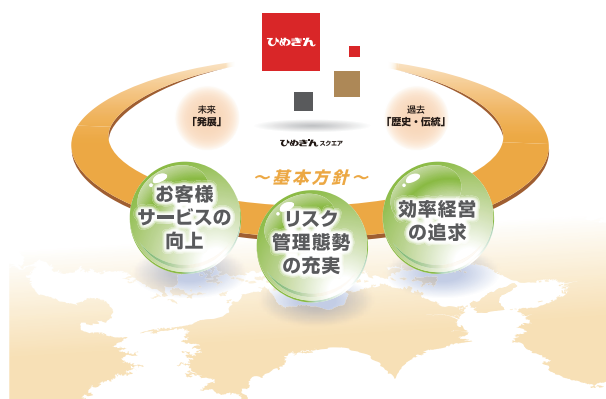 ひめぎん
未来
「発展」
過去
「歴史・伝統」
ひめぎんスクエア
～基本方針～
お客様
サービスの
向上
リスク
管理態勢
の充実
効率経営
の追求